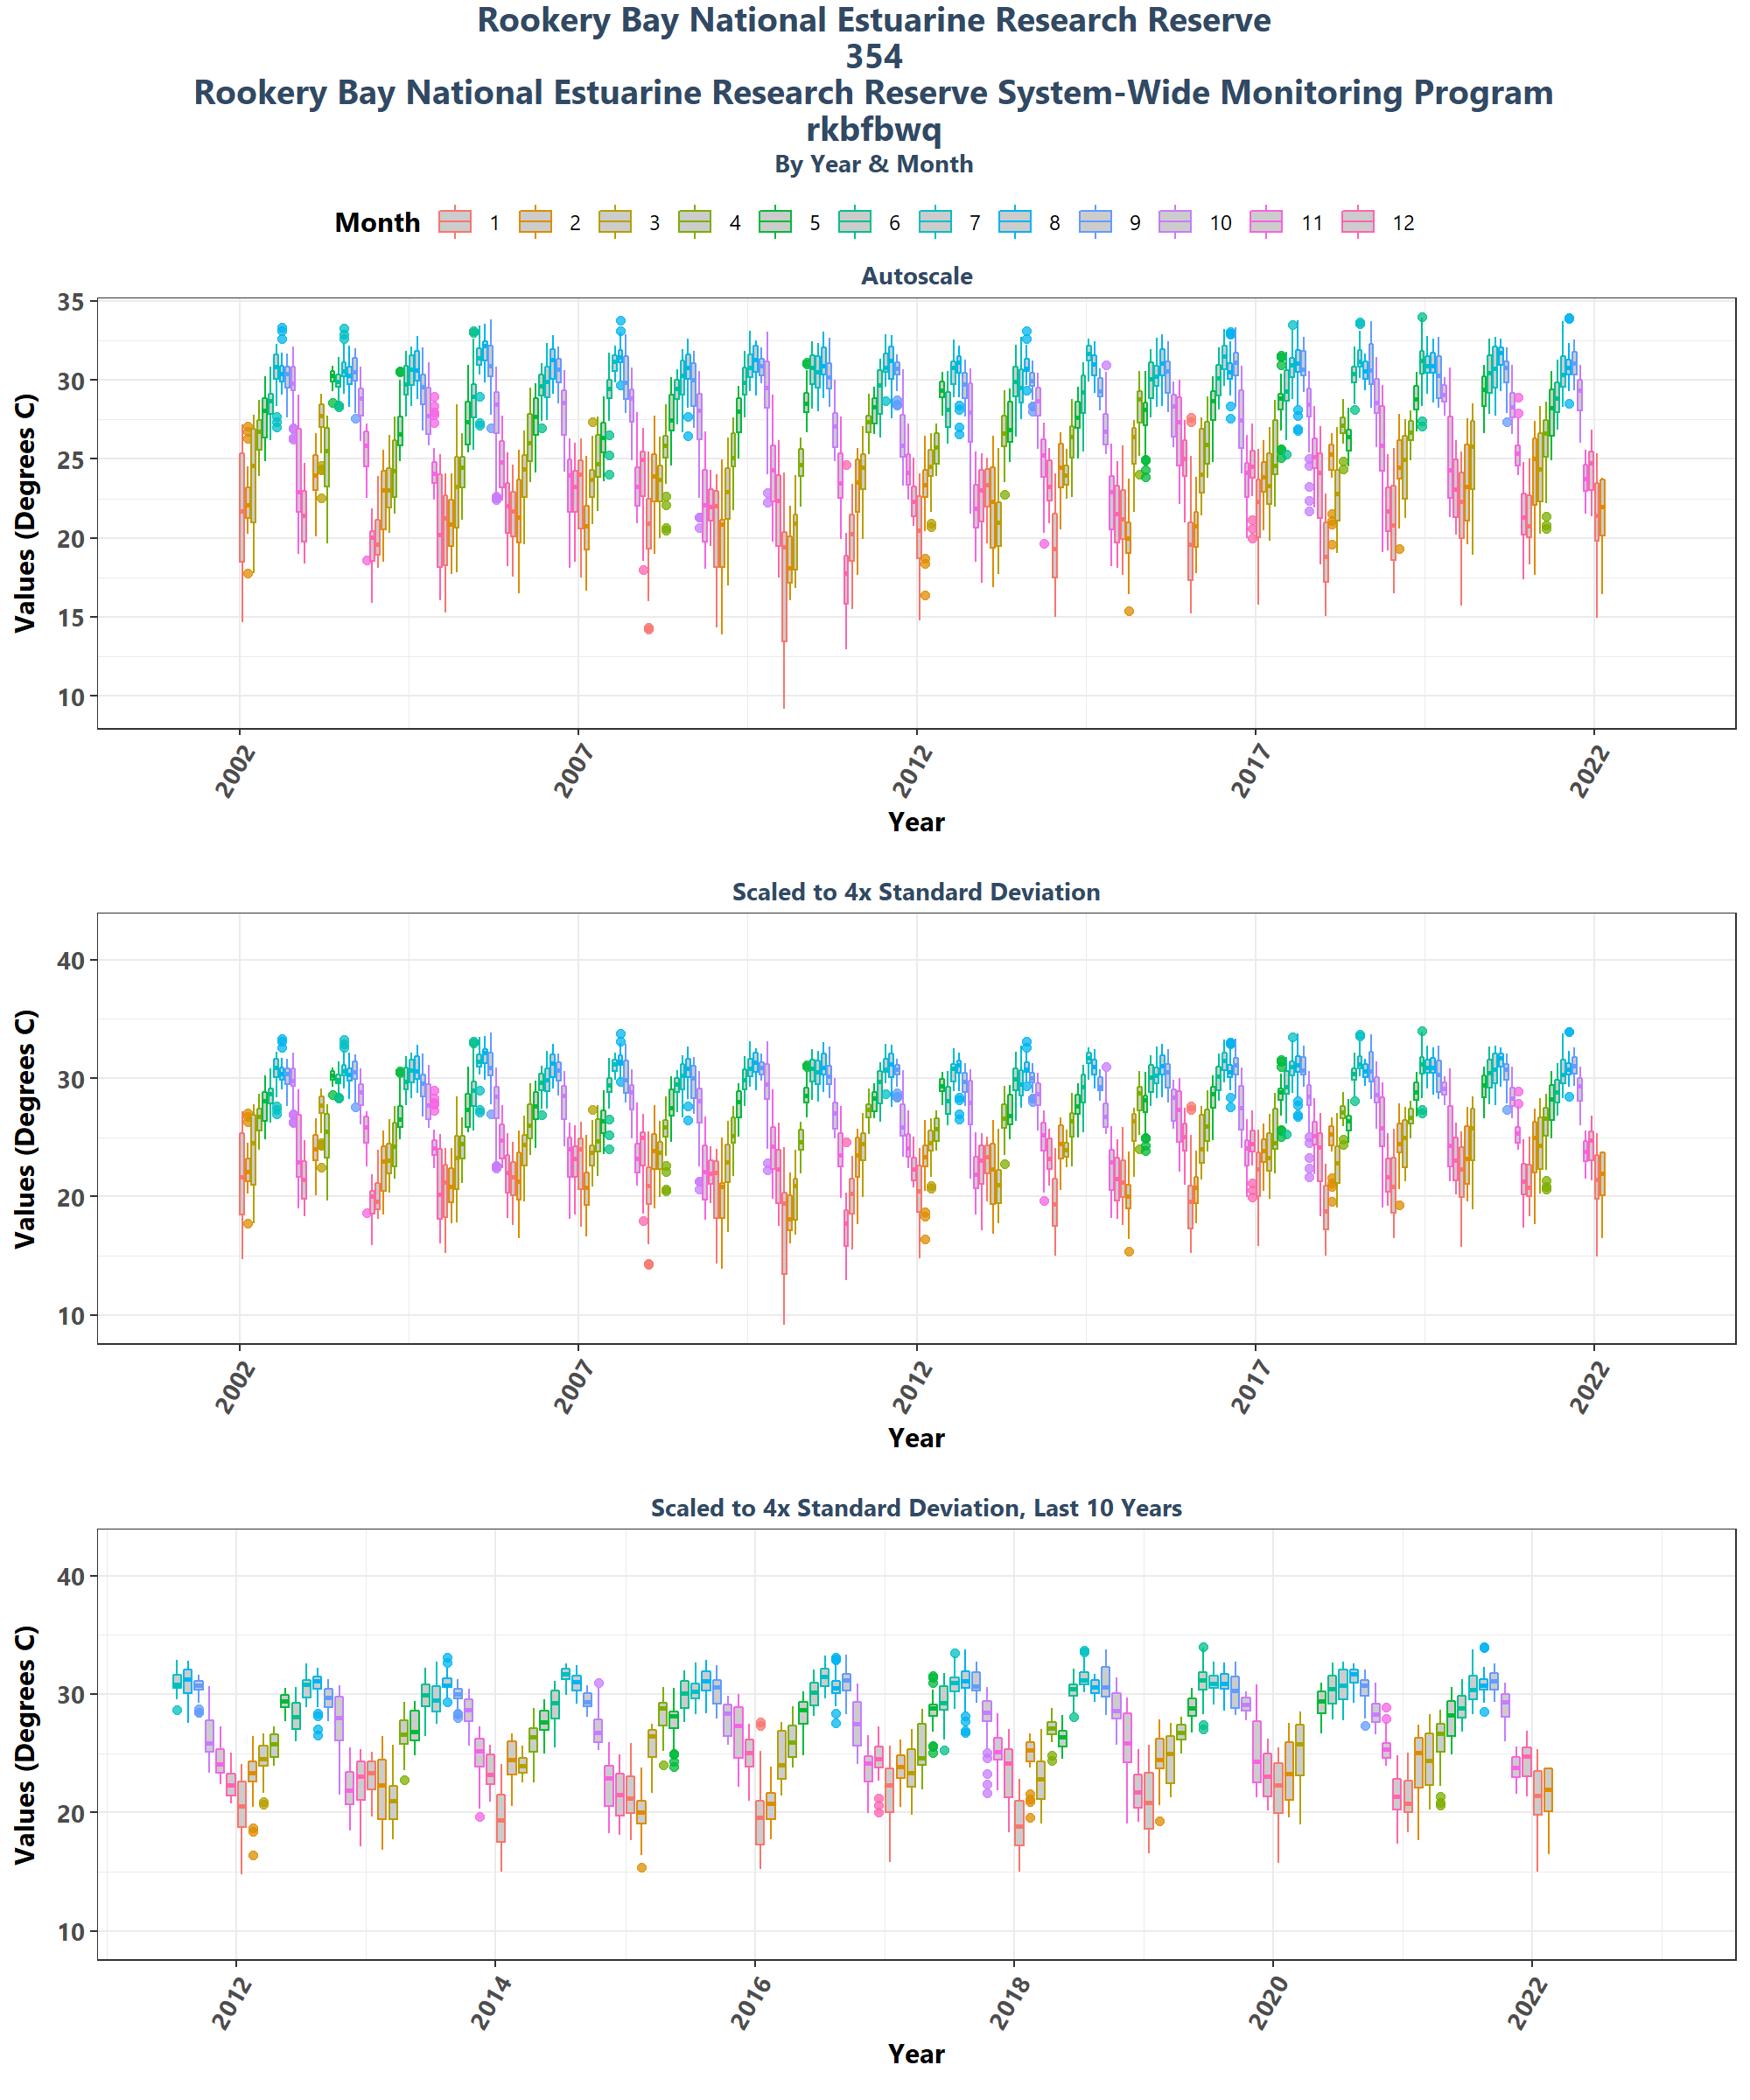 Rookery Bay National Estuarine Research Reserve
354
Rookery Bay National Estuarine Research Reserve System-Wide Monitoring Program
rkbfbwq
By Year & Month
Month 1 2 3 4 5 6 7 8 9 10 11 12
Autoscale
Values (Degrees C)
35
30
25
20
15
10
2002 2007 2012 2017 2022
Year
Scaled to 4x Standard Deviation
Values (Degrees C)
40
30
20
10
2002 2007 2012 2017 2022
Year
Scaled to 4x Standard Deviation, Last 10 Years
Values (Degrees C)
40
30
20
10
2012 2014 2016 2018 2020 2022
Year